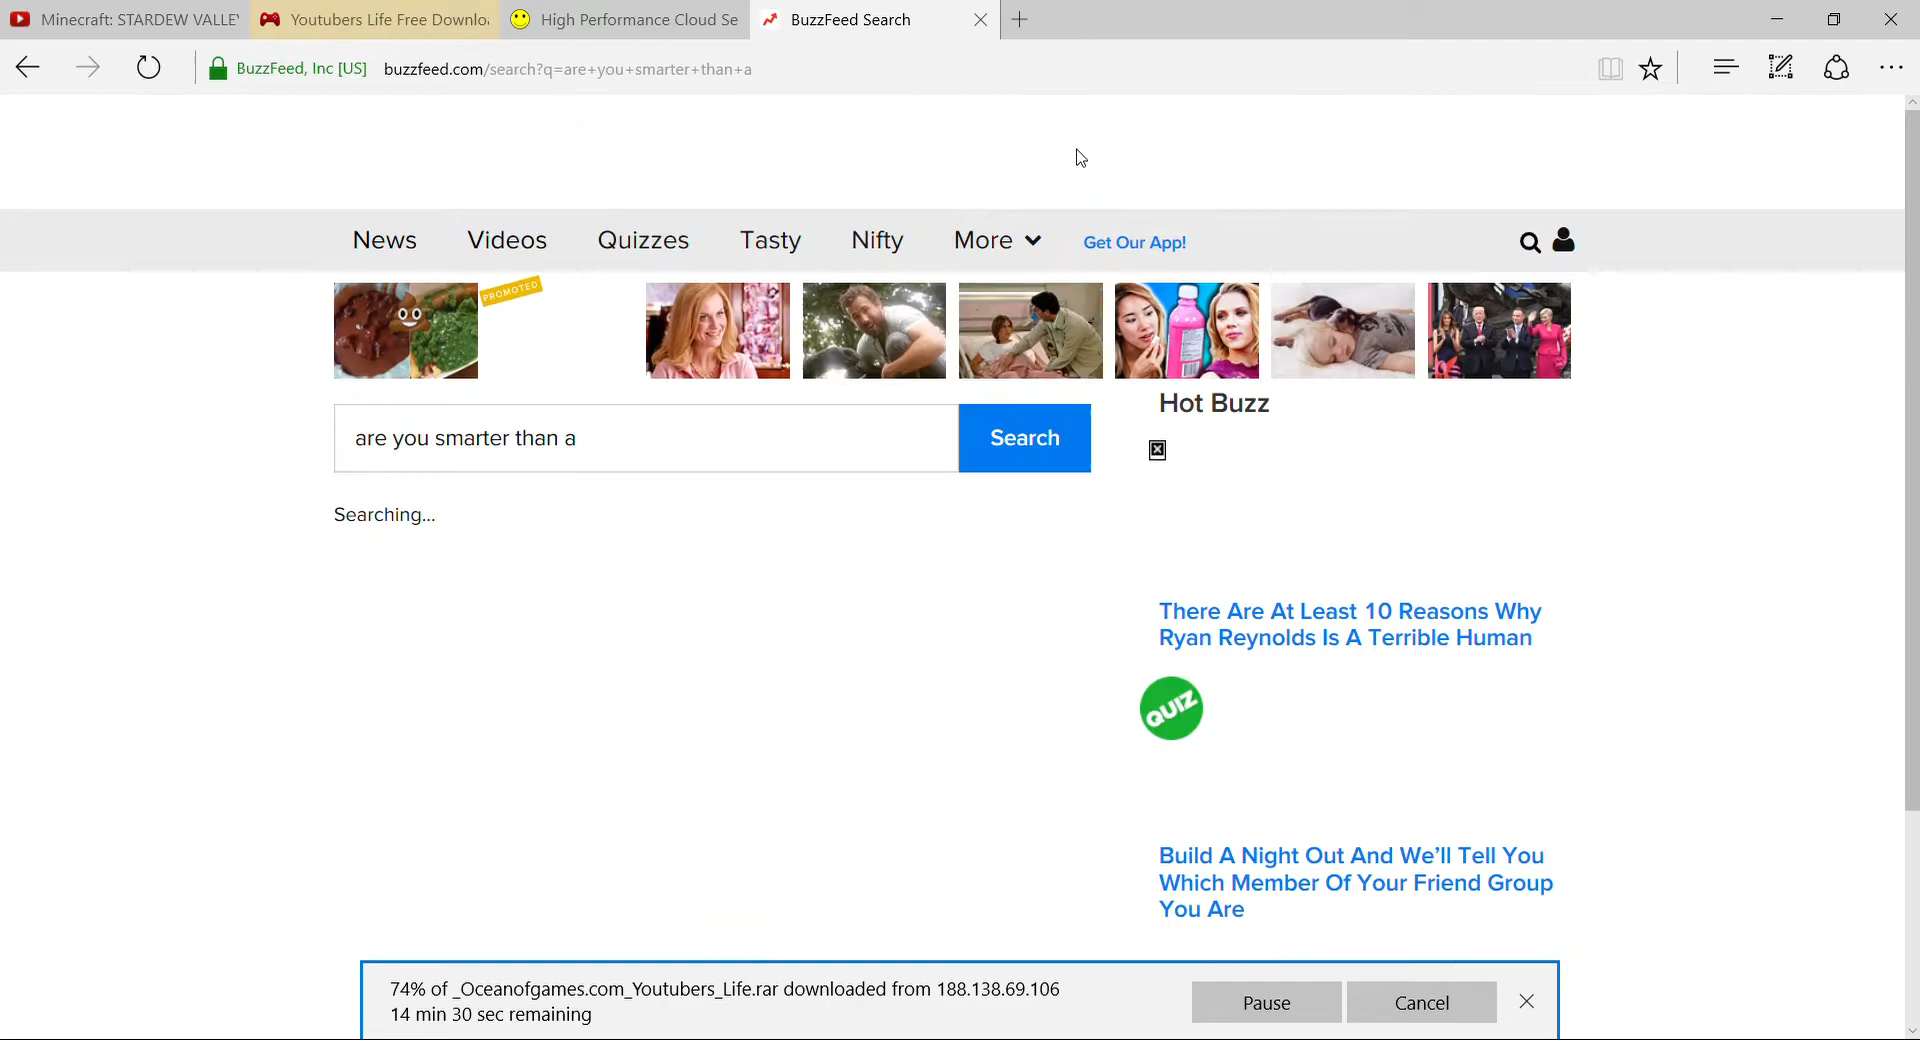 Minecraft: STARDEW VALLEY
Youtubers Life Free Downlo
High Performance Cloud Se
BuzzFeed Search
BuzzFeed, Inc [US]
buzzfeed.com/search?q=are+you+smarter+than+a
News
Videos
Quizzes
Tasty
Nifty
More
Get Our App!
PROMOTED
are you smarter than a
Search
Hot Buzz
Searching...
There Are At Least 10 Reasons Why
Ryan Reynolds Is A Terrible Human
QUIZ
Build A Night Out And We'll Tell You
Which Member Of Your Friend Group
You Are
74% of _Oceanofgames.com_Youtubers_Life.rar downloaded from 188.138.69.106
14 min 30 sec remaining
Pause
Cancel